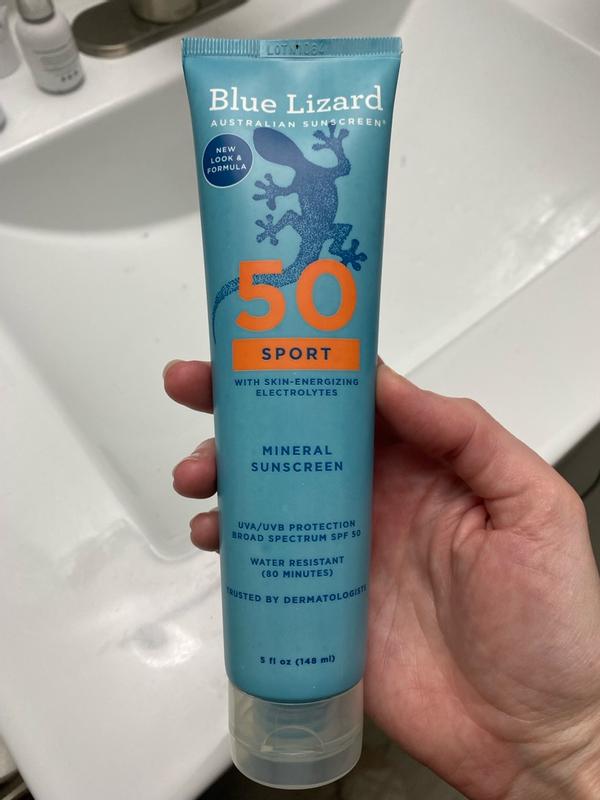 Blue Lizard
AUSTRALIAN SUNSCREEN®
NEW
LOOK &
FORMULA
50
SPORT
WITH SKIN-ENERGIZING
ELECTROLYTES
MINERAL
SUNSCREEN
UVA/UVB PROTECTION
BROAD SPECTRUM SPF 50
WATER RESISTANT
(80 MINUTES)
TRUSTED BY DERMATOLOGISTS
5 fl oz (148 ml)